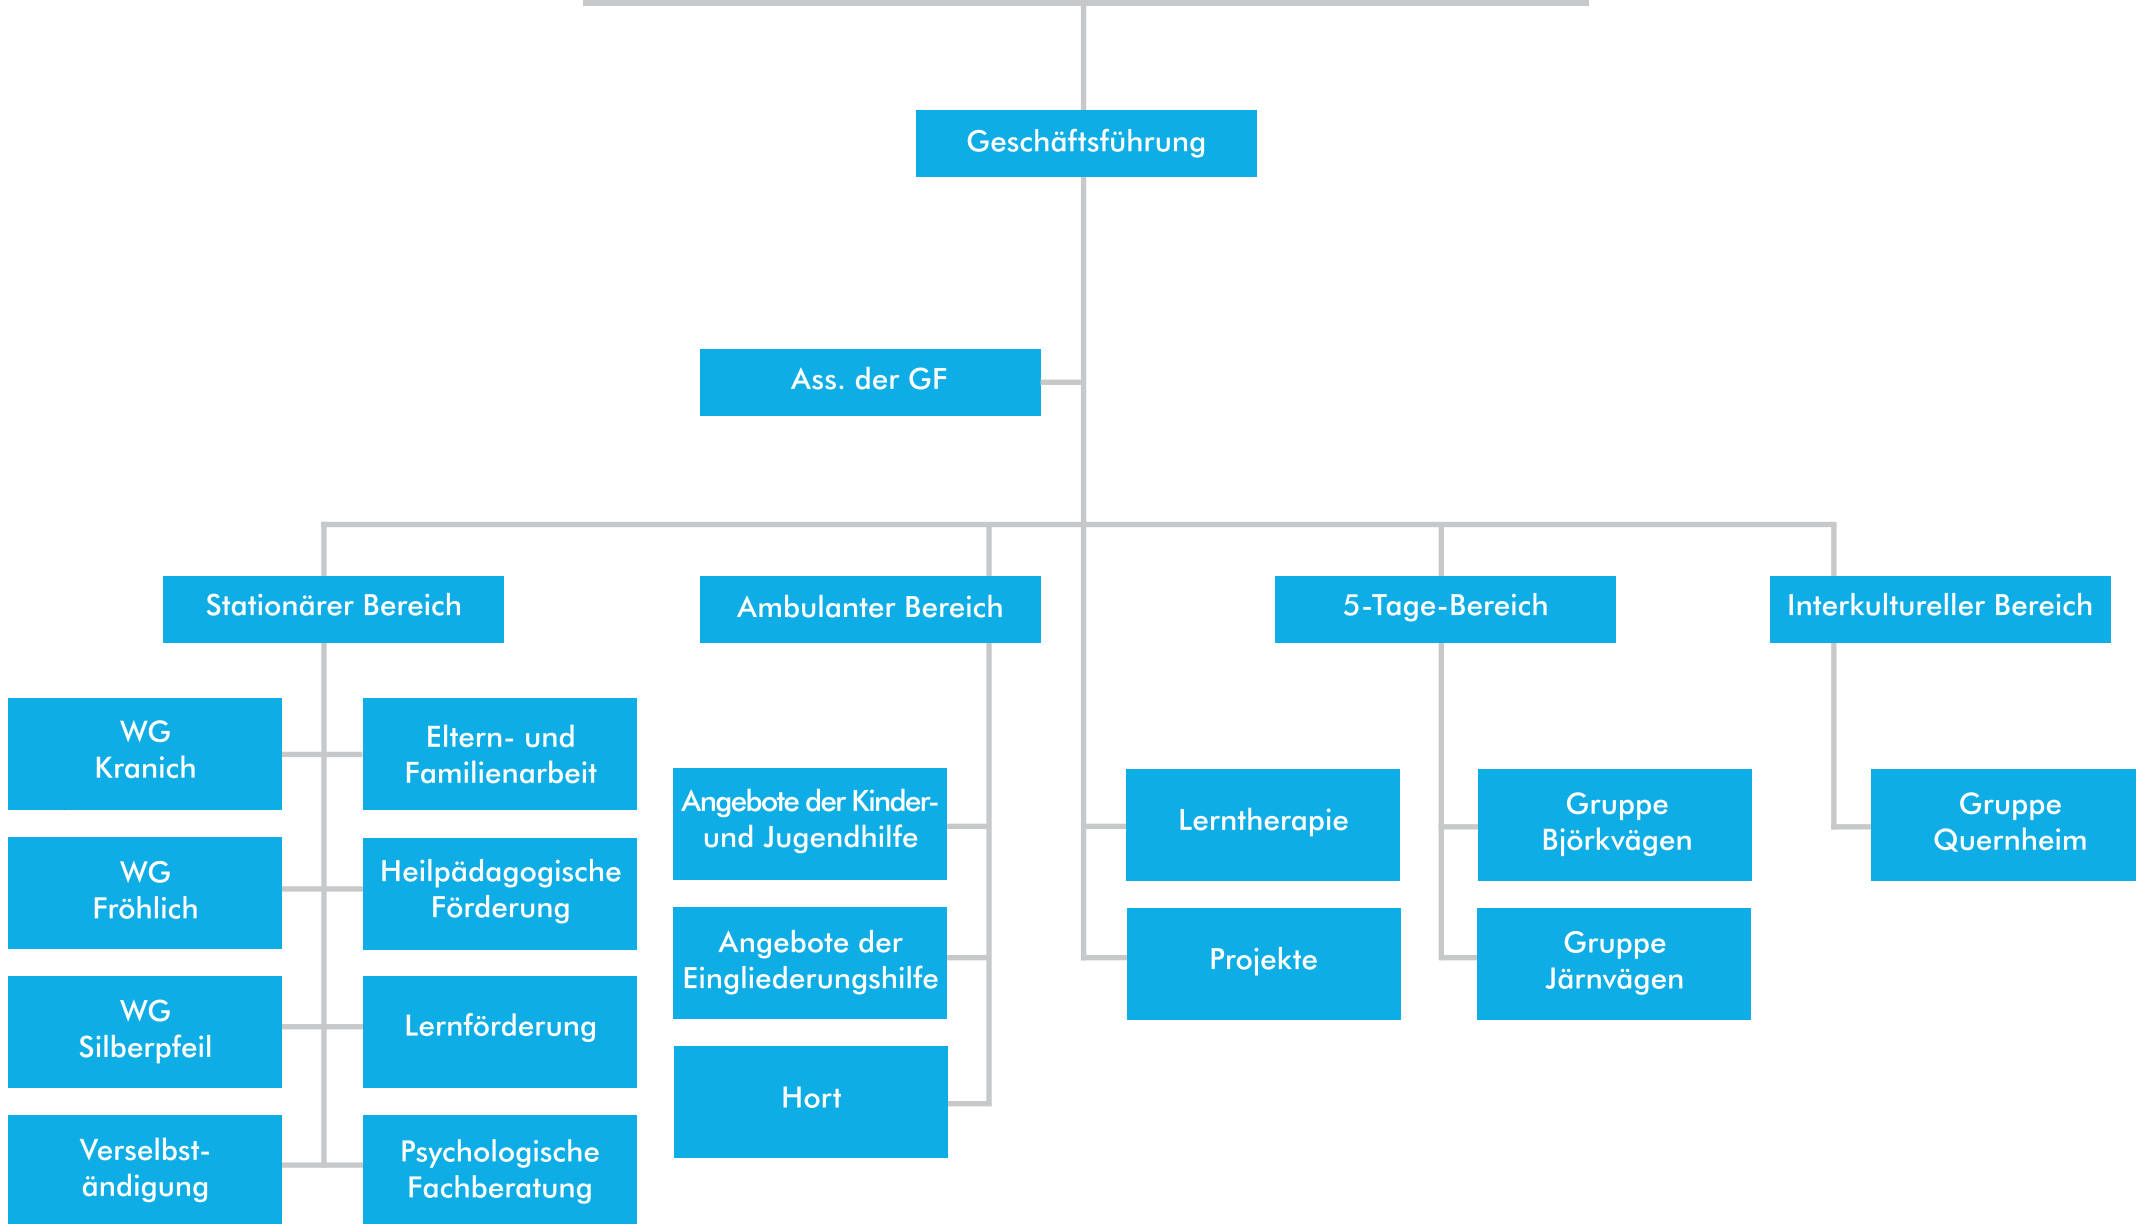 Geschäftsführung
Ass. der GF
Stationärer Bereich
Ambulanter Bereich
5-Tage-Bereich
Interkultureller Bereich
WG
Kranich
Eltern- und
Familienarbeit
WG
Fröhlich
Heilpädagogische
Förderung
WG
Silberpfeil
Lernförderung
Verselbst-
ändigung
Psychologische
Fachberatung
Angebote der Kinder-
und Jugendhilfe
Angebote der
Eingliederungshilfe
Hort
Lerntherapie
Projekte
Gruppe
Björkvägen
Gruppe
Järnvägen
Gruppe
Quernheim